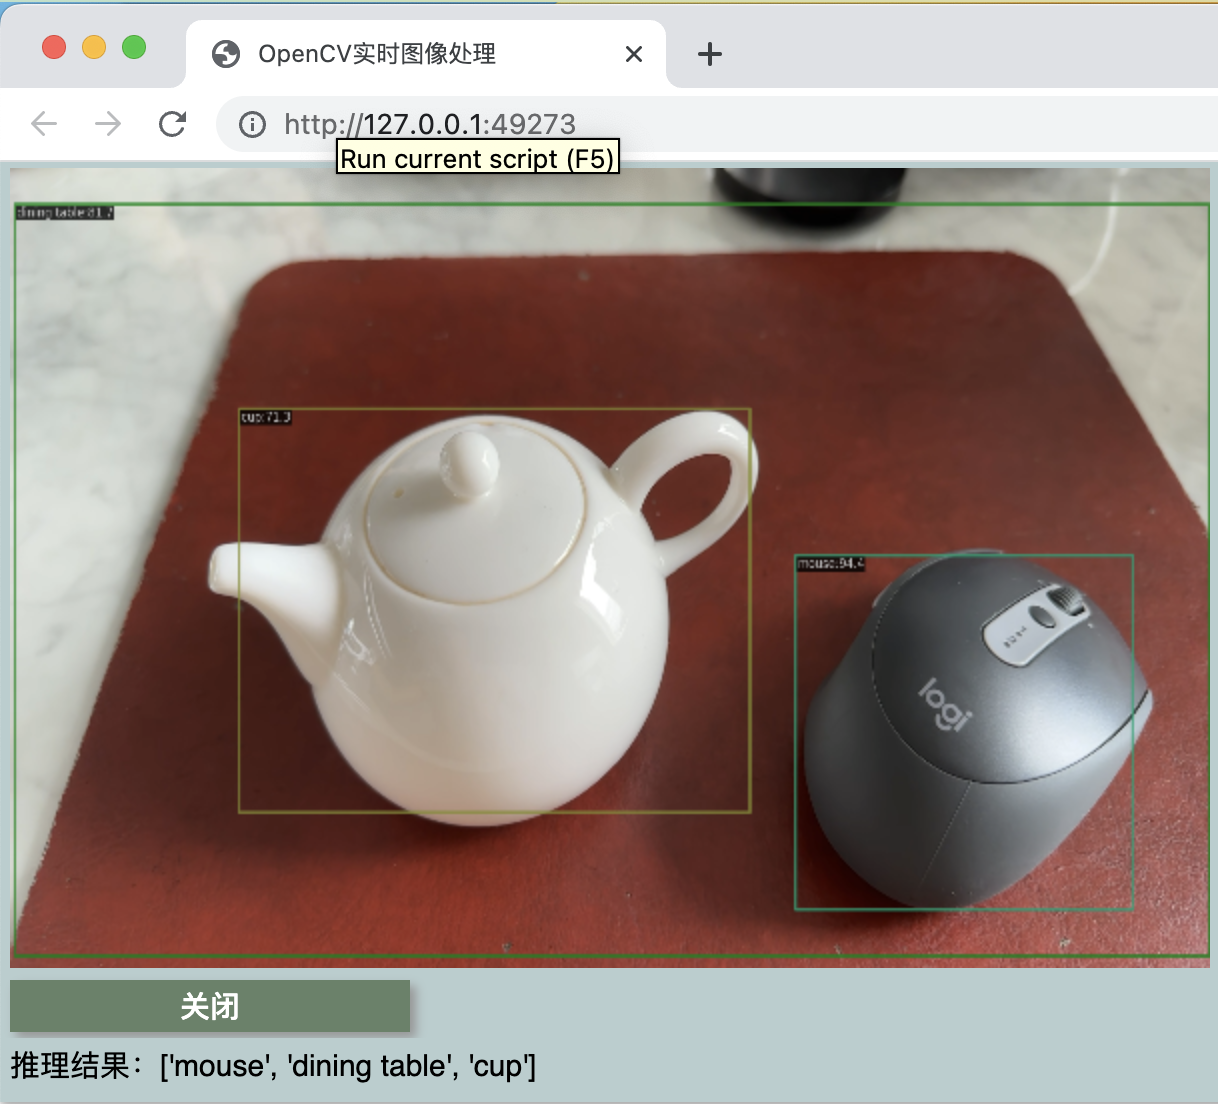 OpenCV实时图像处理
http://127.0.0.1:49273
Run current script (F5)
dining table:81.7
cup:71.3
mouse:94.4
logi
关闭
推理结果：['mouse', 'dining table', 'cup']